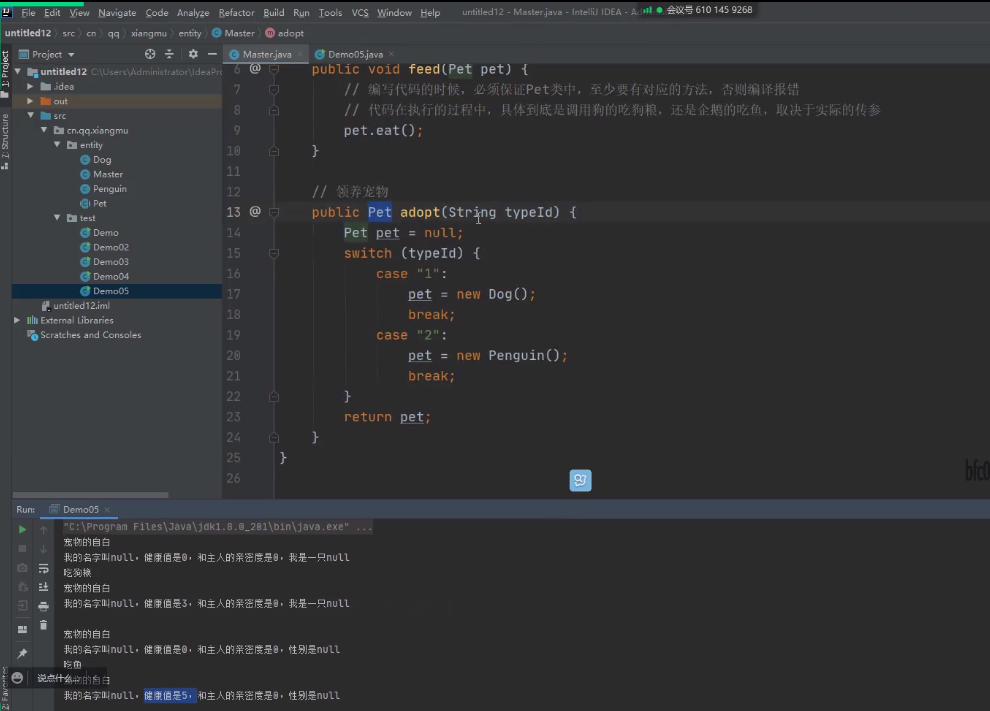 File Edit View Navigate Code Analyze Refactor Build Run Tools VCS Window Help untitled12 - Master.java - IntelliJ IDEA - Ad
会议号 610 145 9268
untitled12 src cn qq xiangmu entity Master adopt
Project
Master.java
Demo05.java
1: Project
Z: Structure
2: Favorites
untitled12 C:\Users\Administrator\IdeaPro
.idea
out
src
cn.qq.xiangmu
entity
Dog
Master
Penguin
Pet
test
Demo
Demo02
Demo03
Demo04
Demo05
untitled12.iml
External Libraries
Scratches and Consoles
6 @ public void feed(Pet pet) {
7 // 编写代码的时候，必须保证Pet类中，至少要有对应的方法，否则编译报错
8 // 代码在执行的过程中，具体到底是调用狗的吃狗粮，还是企鹅的吃鱼，取决于实际的传参
9 pet.eat();
10 }
11
12 // 领养宠物
13 @ public Pet adopt(String typeId) {
14 Pet pet = null;
15 switch (typeId) {
16 case "1":
17 pet = new Dog();
18 break;
19 case "2":
20 pet = new Penguin();
21 break;
22 }
23 return pet;
24 }
25 }
26
bfc0
Run: Demo05
"C:\Program Files\Java\jdk1.8.0_201\bin\java.exe" ...
宠物的自白
我的名字叫null，健康值是0，和主人的亲密度是0，我是一只null
吃狗粮
宠物的自白
我的名字叫null，健康值是3，和主人的亲密度是0，我是一只null
宠物的自白
我的名字叫null，健康值是0，和主人的亲密度是0，性别是null
吃鱼
说点什么...
物的自白
我的名字叫null，健康值是5，和主人的亲密度是0，性别是null